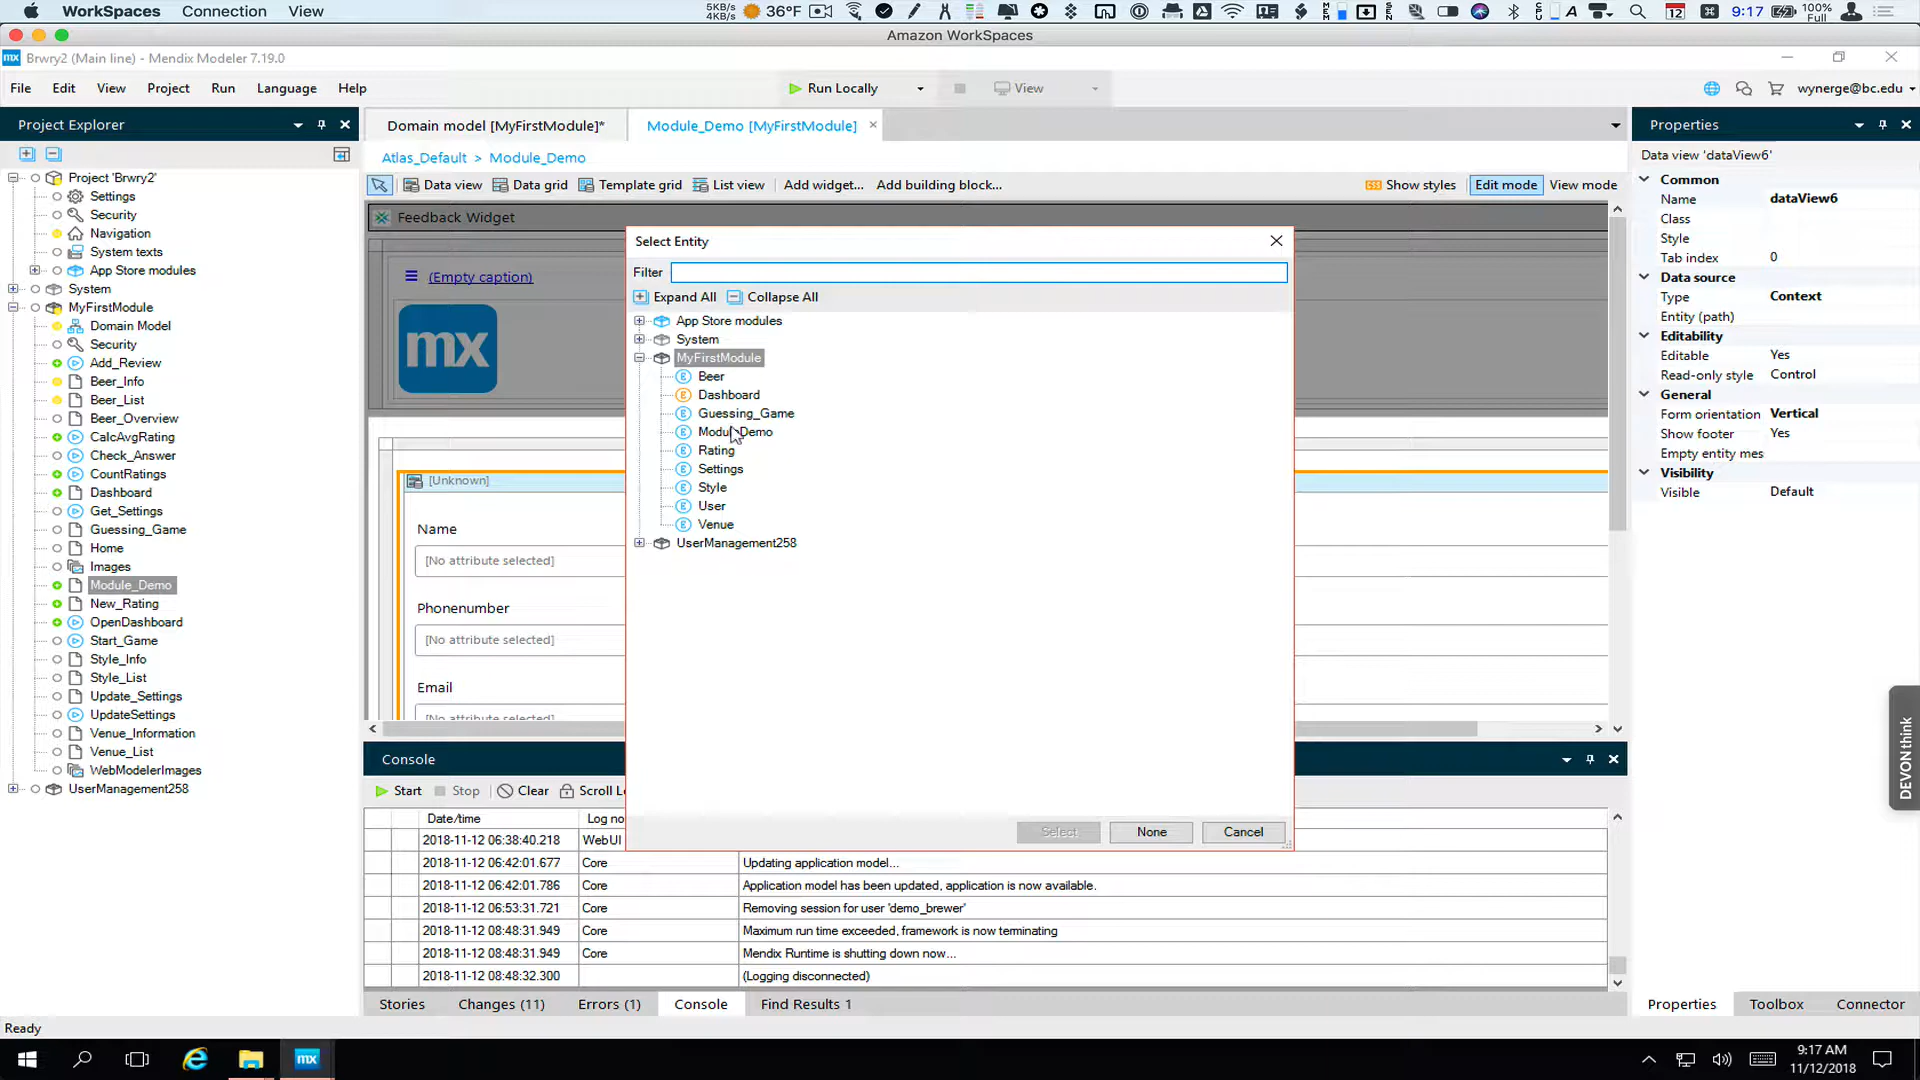 WorkSpaces Connection View
5KB/s
4KB/s
36°F
9:17
100%
Full
Amazon WorkSpaces
Brwry2 (Main line) - Mendix Modeler 7.19.0
File Edit View Project Run Language Help
Run Locally
View
wynerge@bc.edu
Project Explorer
Domain model [MyFirstModule]*
Module_Demo [MyFirstModule]
Properties
Atlas_Default > Module_Demo
Data view 'dataView6'
Data view Data grid Template grid List view Add widget... Add building block...
Show styles Edit mode View mode
Project 'Brwry2'
Settings
Security
Navigation
System texts
App Store modules
System
MyFirstModule
Domain Model
Security
Add_Review
Beer_Info
Beer_List
Beer_Overview
CalcAvgRating
Check_Answer
CountRatings
Dashboard
Get_Settings
Guessing_Game
Home
Images
Module_Demo
New_Rating
OpenDashboard
Start_Game
Style_Info
Style_List
Update_Settings
UpdateSettings
Venue_Information
Venue_List
WebModelerImages
UserManagement258
Feedback Widget
(Empty caption)
mx
[Unknown]
Name
[No attribute selected]
Phonenumber
[No attribute selected]
Email
[No attribute selected]
Select Entity
Filter
Expand All Collapse All
App Store modules
System
MyFirstModule
Beer
Dashboard
Guessing_Game
Rating
Settings
Style
User
Venue
UserManagement258
Select None Cancel
Common
Name dataView6
Class
Style
Tab index 0
Data source
Type Context
Entity (path)
Editability
Editable Yes
Read-only style Control
General
Form orientation Vertical
Show footer Yes
Empty entity mes
Visibility
Visible Default
DEVONthink
Console
Start Stop Clear
Date/time
2018-11-12 06:38:40.218 WebUI
2018-11-12 06:42:01.677 Core Updating application model...
2018-11-12 06:42:01.786 Core Application model has been updated, application is now available.
2018-11-12 06:53:31.721 Core Removing session for user 'demo_brewer'
2018-11-12 08:48:31.949 Core Maximum run time exceeded, framework is now terminating
2018-11-12 08:48:31.949 Core Mendix Runtime is shutting down now...
2018-11-12 08:48:32.300 (Logging disconnected)
Stories Changes (11) Errors (1) Console Find Results 1
Properties Toolbox Connector
Ready
mx
9:17 AM
11/12/2018